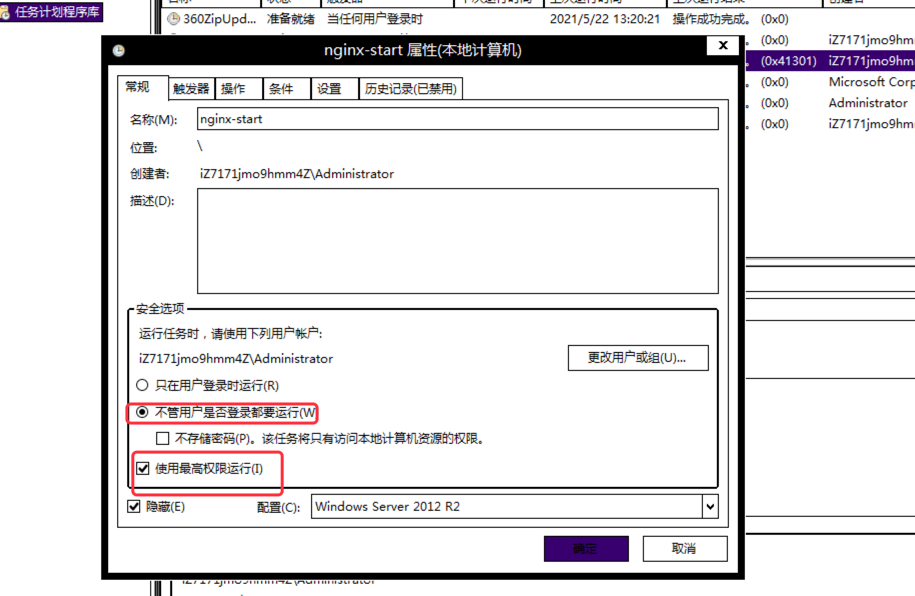 任务计划程序库
360ZipUpd... 准备就绪 当任何用户登录时 2021/5/22 13:20:21 操作成功完成。 (0x0)
nginx-start 属性(本地计算机)
x
。 (0x0) iZ7171jmo9hmm
。 (0x41301) iZ7171jmo9hmm
。 (0x0) Microsoft Corp
。 (0x0) Administrator
。 (0x0) iZ7171jmo9hmm
常规 触发器 操作 条件 设置 历史记录(已禁用)
名称(M): nginx-start
位置: \
创建者: iZ7171jmo9hmm4Z\Administrator
描述(D):
安全选项
运行任务时，请使用下列用户帐户:
iZ7171jmo9hmm4Z\Administrator
更改用户或组(U)...
只在用户登录时运行(R)
不管用户是否登录都要运行(W
不存储密码(P)。该任务将只有访问本地计算机资源的权限。
使用最高权限运行(I)
隐藏(E) 配置(C): Windows Server 2012 R2
确定 取消
iZ7171jmo9hmm4Z\Administrator